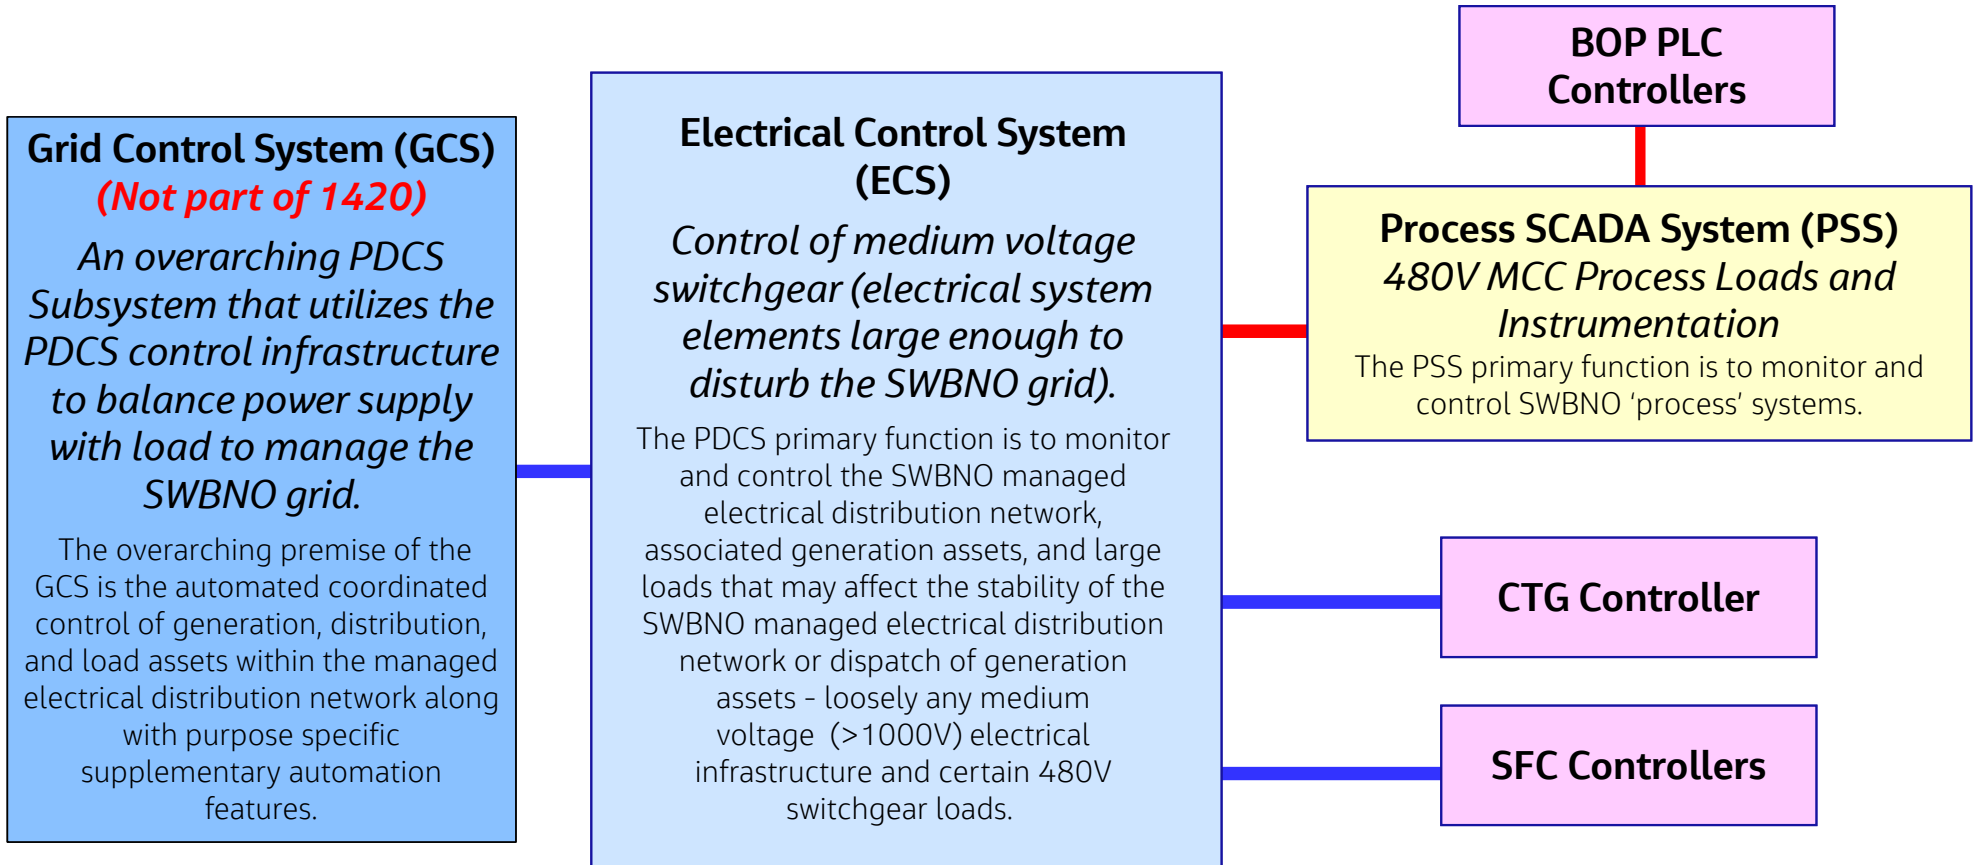 Grid Control System (GCS)
(Not part of 1420)
An overarching PDCS
Subsystem that utilizes the
PDCS control infrastructure
to balance power supply
with load to manage the
SWBNO grid.
The overarching premise of the
GCS is the automated coordinated
control of generation, distribution,
and load assets within the managed
electrical distribution network along
with purpose specific
supplementary automation
features.
Electrical Control System
(ECS)
Control of medium voltage
switchgear (electrical system
elements large enough to
disturb the SWBNO grid).
The PDCS primary function is to monitor
and control the SWBNO managed
electrical distribution network,
associated generation assets, and large
loads that may affect the stability of the
SWBNO managed electrical distribution
network or dispatch of generation
assets - loosely any medium
voltage (>1000V) electrical
infrastructure and certain 480V
switchgear loads.
BOP PLC
Controllers
Process SCADA System (PSS)
480V MCC Process Loads and
Instrumentation
The PSS primary function is to monitor and
control SWBNO ‘process’ systems.
CTG Controller
SFC Controllers